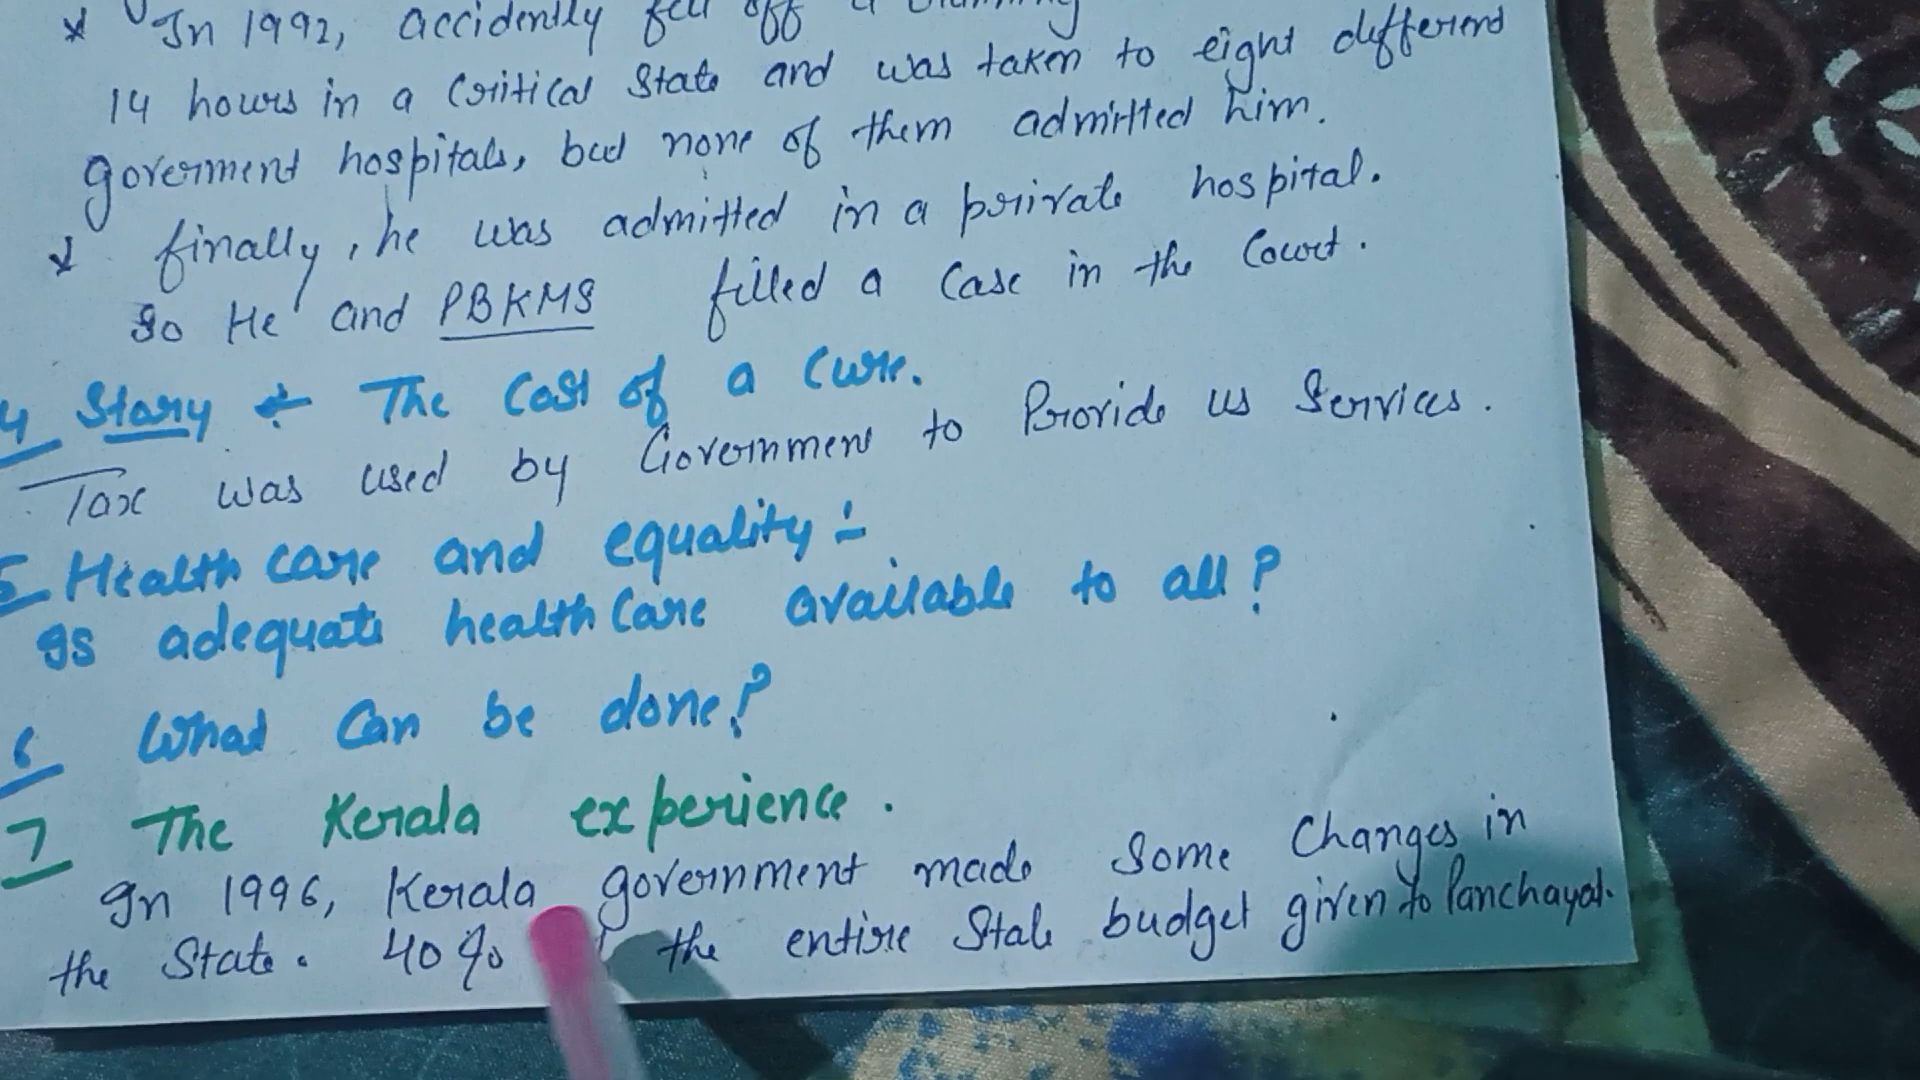 * In 1992, accidently fell off a
14 hours in a Critical State and was taken to eight different
goverment hospitals, but none of them admitted him.
* finally, he was admitted in a private hospital.
So He and PBKMS filled a Case in the Court.
4 Story :- The Cost of a Cure.
Tax was used by Government to Provide us Services.
5 Health care and equality :-
Is adequate healthCare available to all?
6 What Can be done?
7 The Kerala experience.
In 1996, Kerala government made Some Changes in
the State. 40% the entire State budget given to Panchayat.